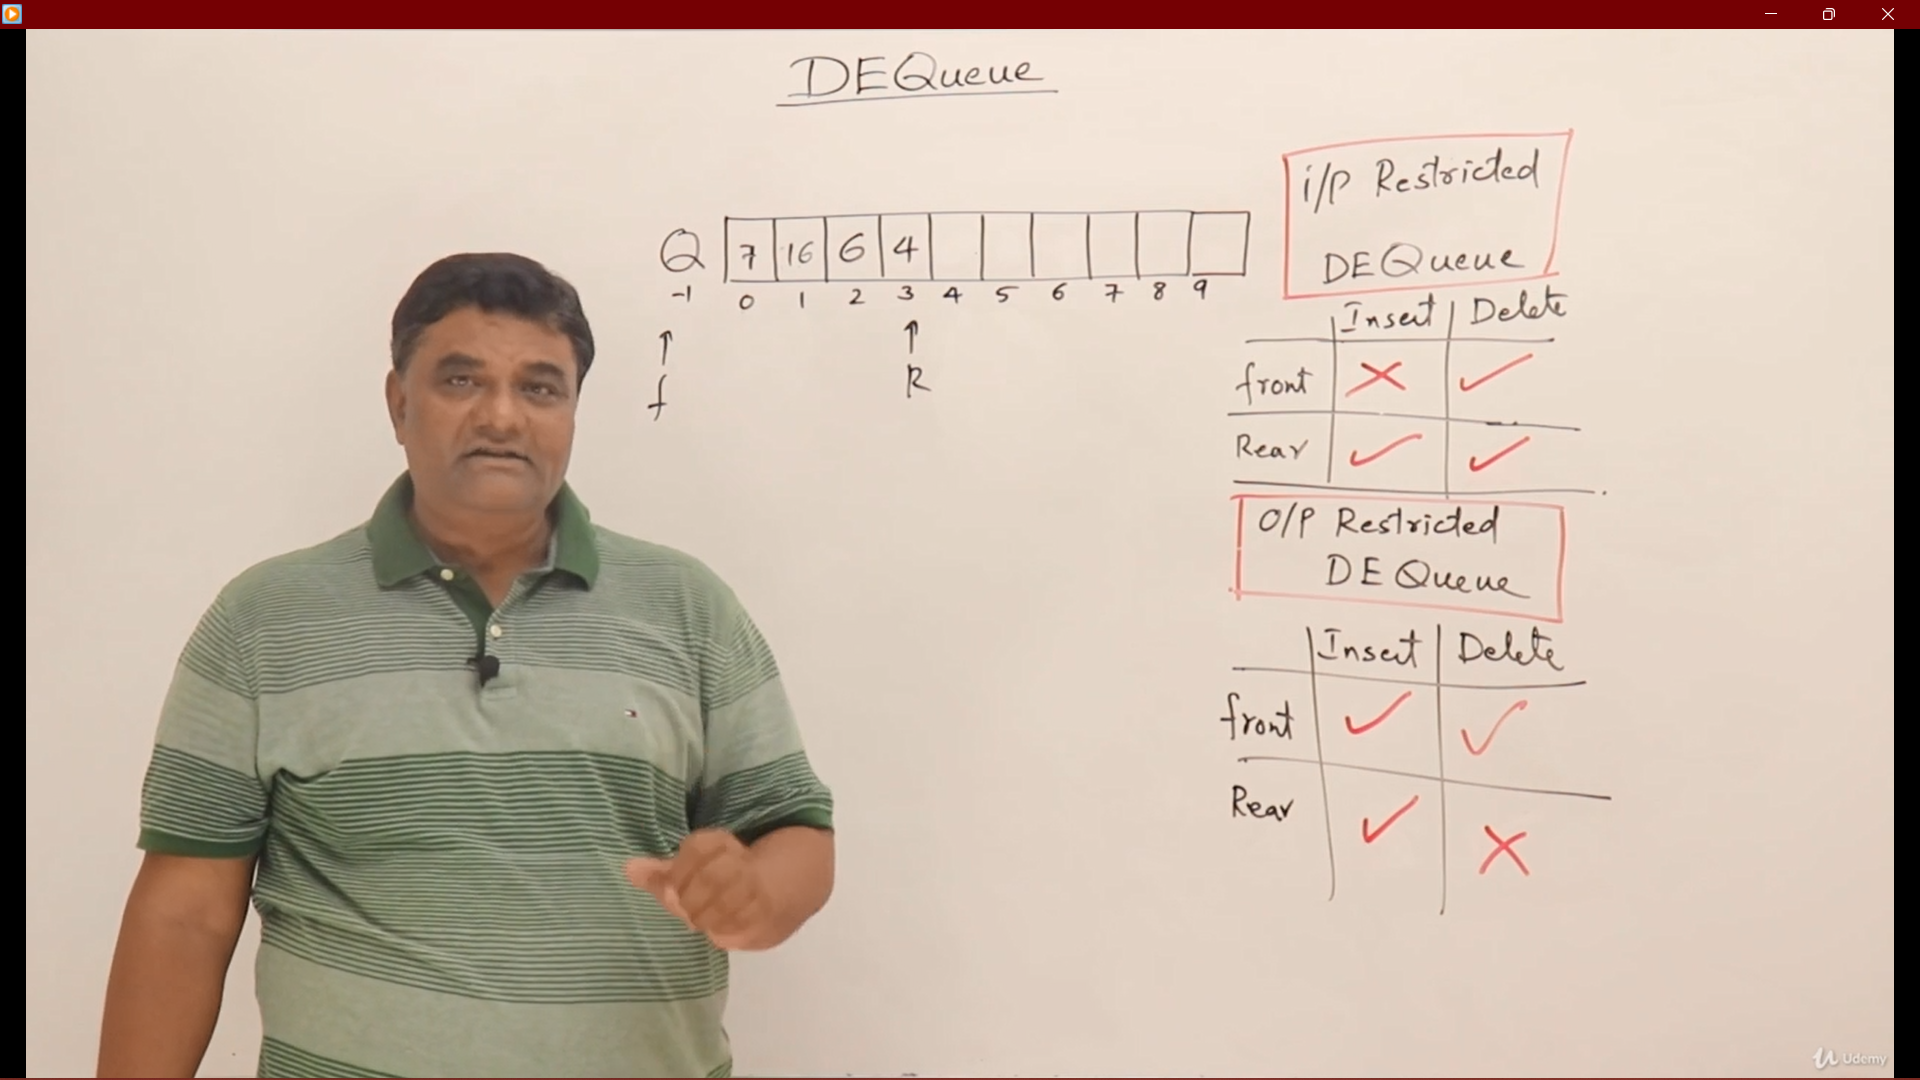 DEQueue
Q 7 16 6 4
-1 0 1 2 3 4 5 6 7 8 9
f R
i/p Restricted
DEQueue
Insert Delete
front ✗ ✓
Rear ✓ ✓
O/P Restricted
DEQueue
Insert Delete
front ✓ ✓
Rear ✓ ✗
Udemy